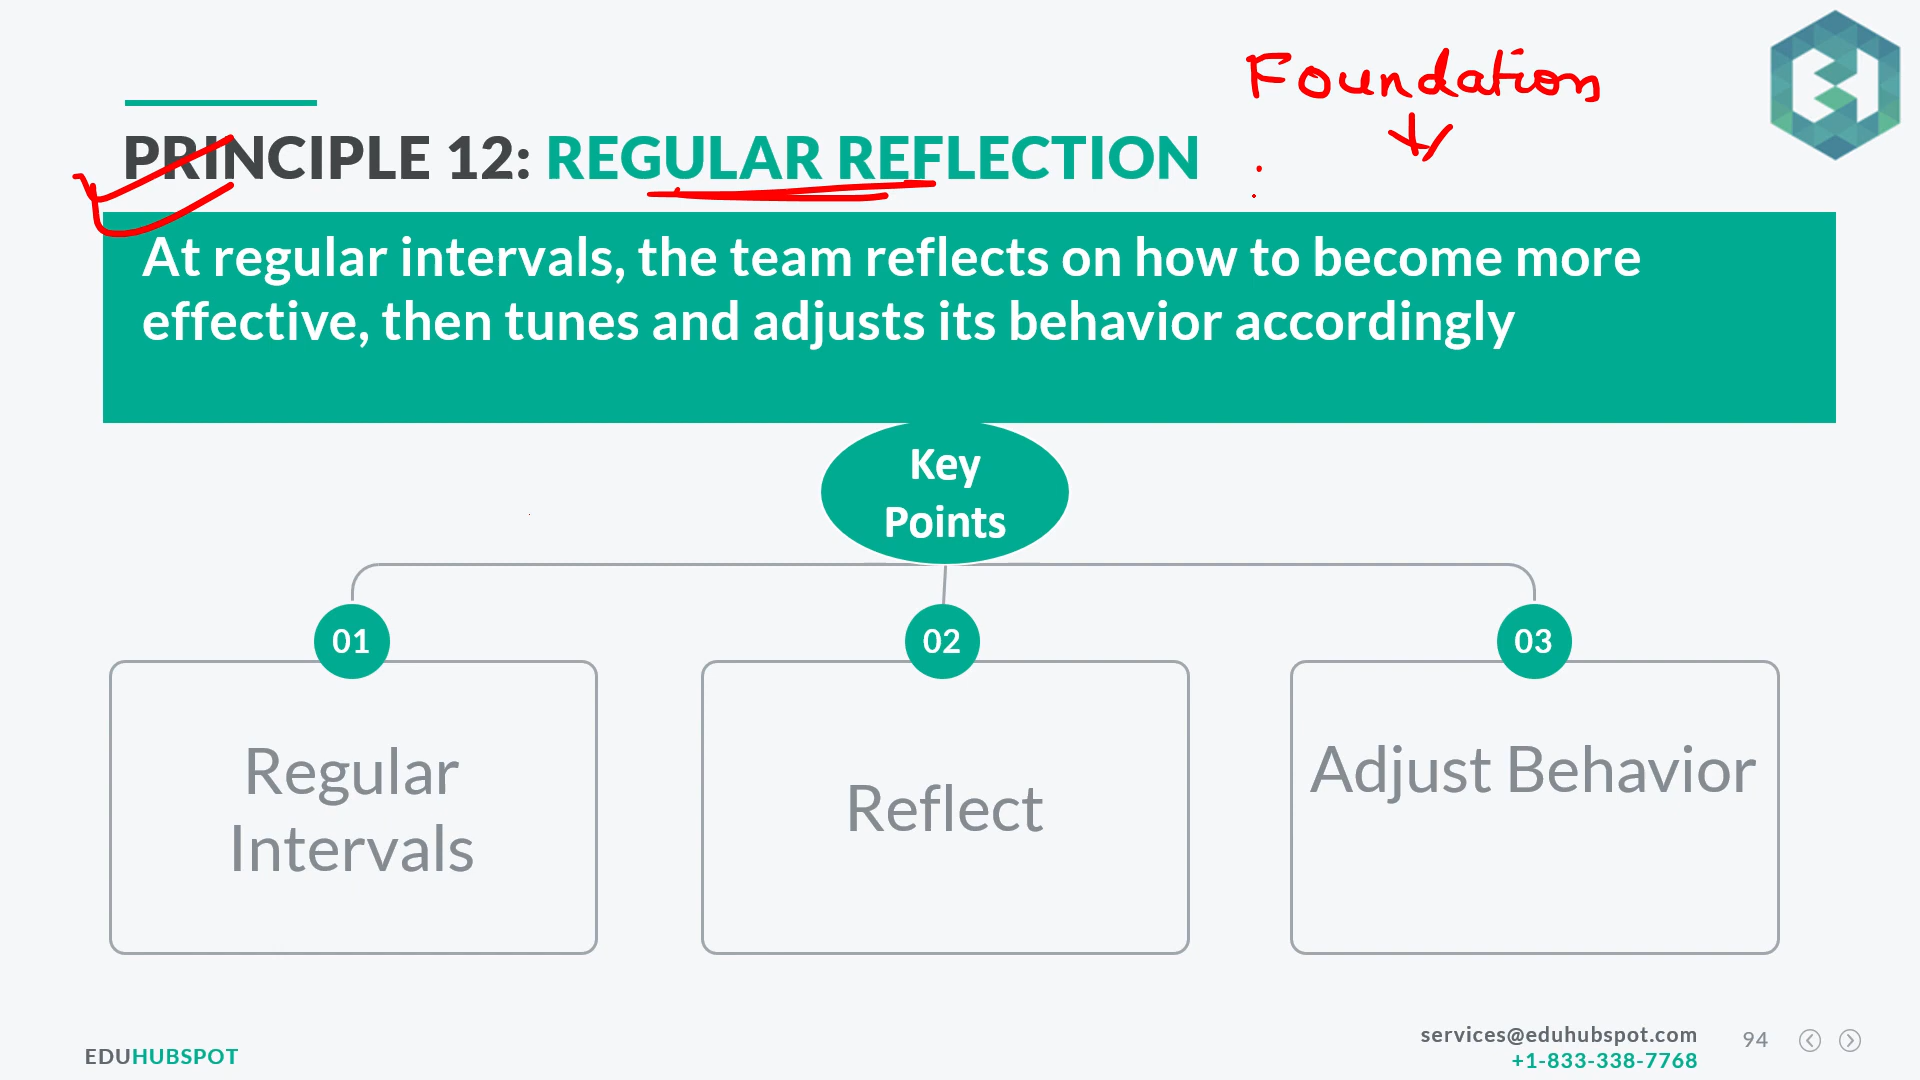 Foundation
PRINCIPLE 12: REGULAR REFLECTION
At regular intervals, the team reflects on how to become more
effective, then tunes and adjusts its behavior accordingly
Key
Points
01
02
03
Regular
Intervals
Reflect
Adjust Behavior
services@eduhubspot.com
94
EDUHUBSPOT
+1-833-338-7768